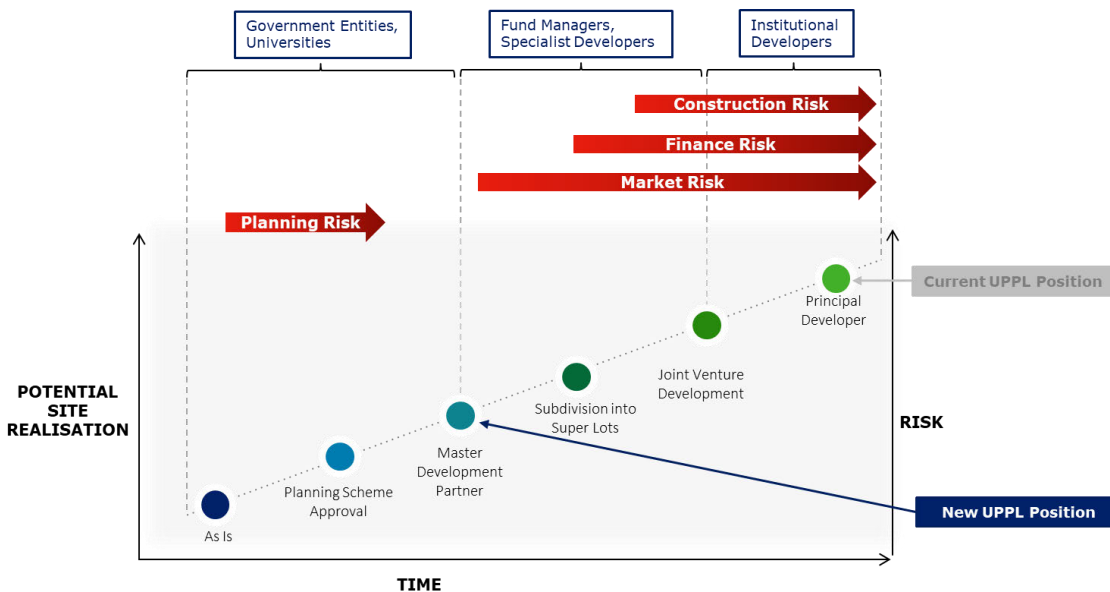 Government Entities,
Universities
Fund Managers,
Specialist Developers
Institutional
Developers
Construction Risk
Finance Risk
Market Risk
Planning Risk
Current UPPL Position
Principal
Developer
Joint Venture
Development
POTENTIAL
SITE
REALISATION
Subdivision into
Super Lots
RISK
Master
Development
Partner
Planning Scheme
Approval
New UPPL Position
As Is
TIME